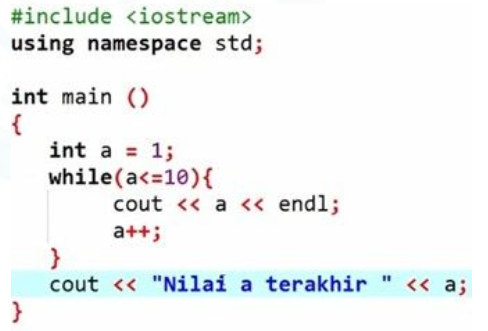 #include <iostream>
using namespace std;

int main ()
{
    int a = 1;
    while(a<=10){
        cout << a << endl;
        a++;
    }
    cout << "Nilai a terakhir " << a;
}